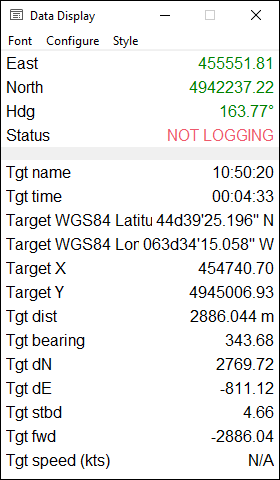 Data Display
Font Configure Style
East 455551.81
North 4942237.22
Hdg 163.77°
Status NOT LOGGING
Tgt name 10:50:20
Tgt time 00:04:33
Target WGS84 Latitu 44d39'25.196" N
Target WGS84 Lor 063d34'15.058" W
Target X 454740.70
Target Y 4945006.93
Tgt dist 2886.044 m
Tgt bearing 343.68
Tgt dN 2769.72
Tgt dE -811.12
Tgt stbd 4.66
Tgt fwd -2886.04
Tgt speed (kts) N/A